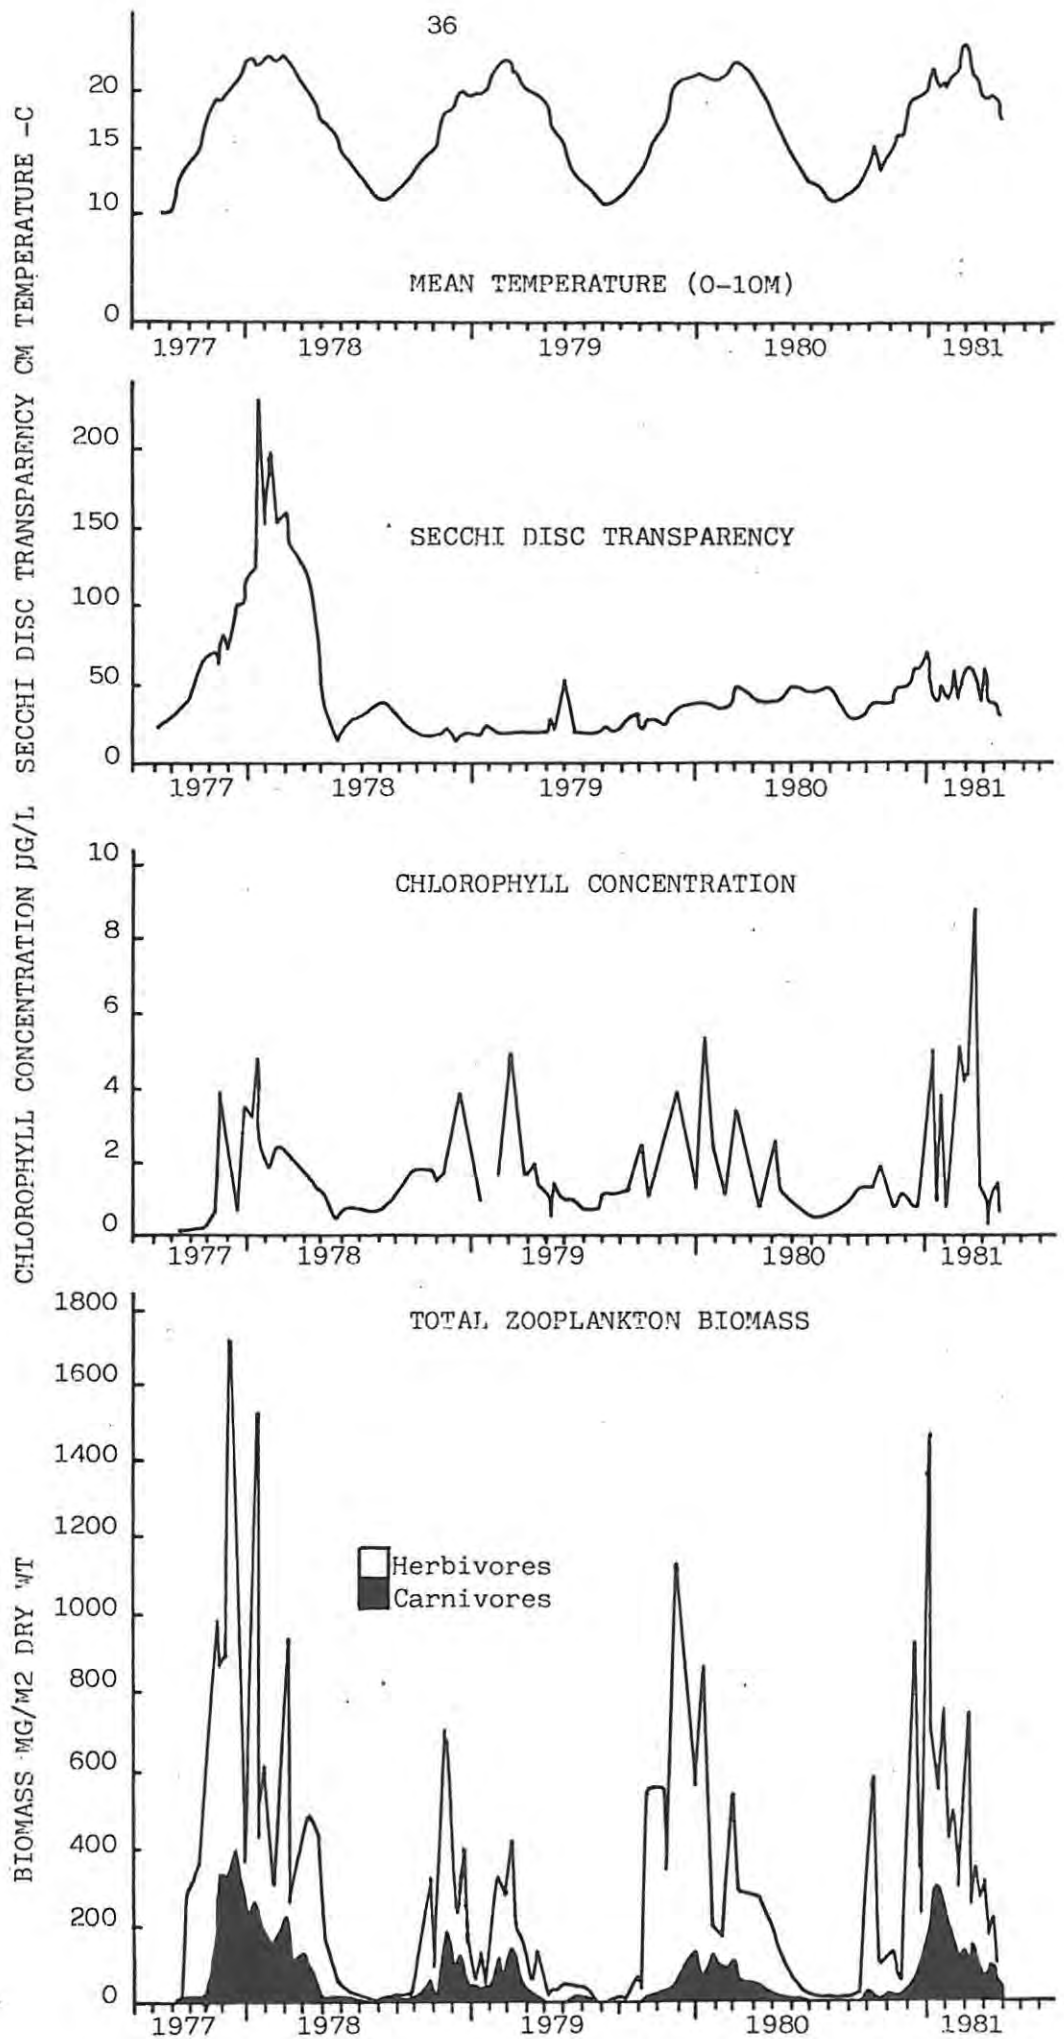 36
TEMPERATURE -C
20
15
10
0
MEAN TEMPERATURE (0-10M)
1977 1978 1979 1980 1981
SECCHI DISC TRANSPARENCY CM
200
150
100
50
0
SECCHI DISC TRANSPARENCY
1977 1978 1979 1980 1981
CHLOROPHYLL CONCENTRATION µG/L
10
8
6
4
2
0
CHLOROPHYLL CONCENTRATION
1977 1978 1979 1980 1981
BIOMASS MG/M2 DRY WT
1800
1600
1400
1200
1000
800
600
400
200
0
TOTAL ZOOPLANKTON BIOMASS
Herbivores
Carnivores
1977 1978 1979 1980 1981